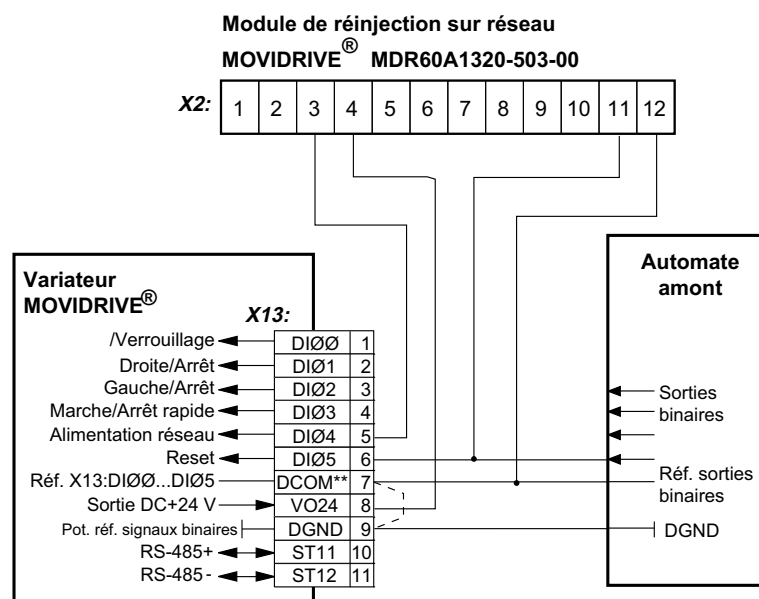 Module de réinjection sur réseau
MOVIDRIVE® MDR60A1320-503-00
X2: 1 2 3 4 5 6 7 8 9 10 11 12
Variateur
MOVIDRIVE®
X13:
Automate
amont
/Verrouillage DIØØ 1
Droite/Arrêt DIØ1 2
Gauche/Arrêt DIØ2 3
Marche/Arrêt rapide DIØ3 4
Alimentation réseau DIØ4 5
Reset DIØ5 6
Réf. X13:DIØØ...DIØ5 DCOM** 7
Sortie DC+24 V VO24 8
Pot. réf. signaux binaires DGND 9
RS-485+ ST11 10
RS-485- ST12 11
Sorties
binaires
Réf. sorties
binaires
DGND